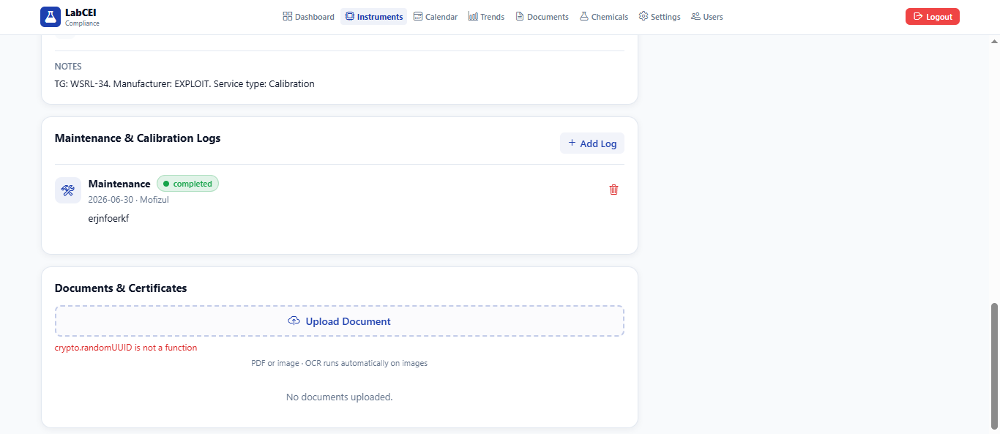 LabCEI
Compliance
Dashboard Instruments Calendar Trends Documents Chemicals Settings Users
Logout
NOTES
TG: WSRL-34. Manufacturer: EXPLOIT. Service type: Calibration
Maintenance & Calibration Logs
+ Add Log
Maintenance completed
2026-06-30 · Mofizul
erjnfoerkf
Documents & Certificates
Upload Document
crypto.randomUUID is not a function
PDF or image · OCR runs automatically on images
No documents uploaded.